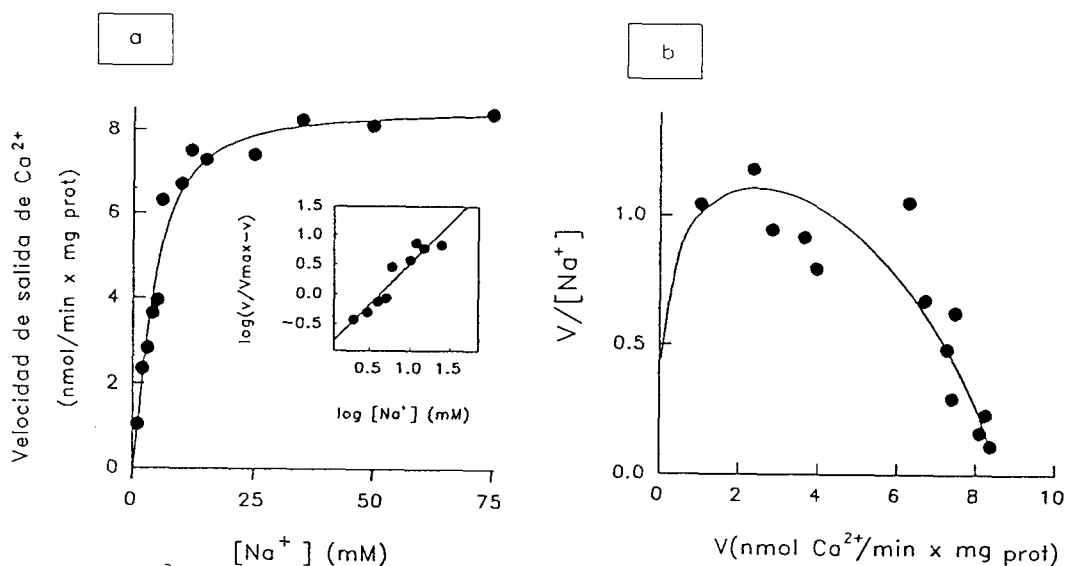 a
Velocidad de salida de Ca²⁺
(nmol/min x mg prot)
8
6
4
2
0
0
25
50
75
[Na⁺] (mM)
log(v/Vmax-v)
1.5
1.0
0.5
0.0
-0.5
0.5
1.0
1.5
log [Na⁺] (mM)
b
V/[Na⁺]
1.0
0.5
0.0
0
2
4
6
8
10
V(nmol Ca²⁺/min x mg prot)